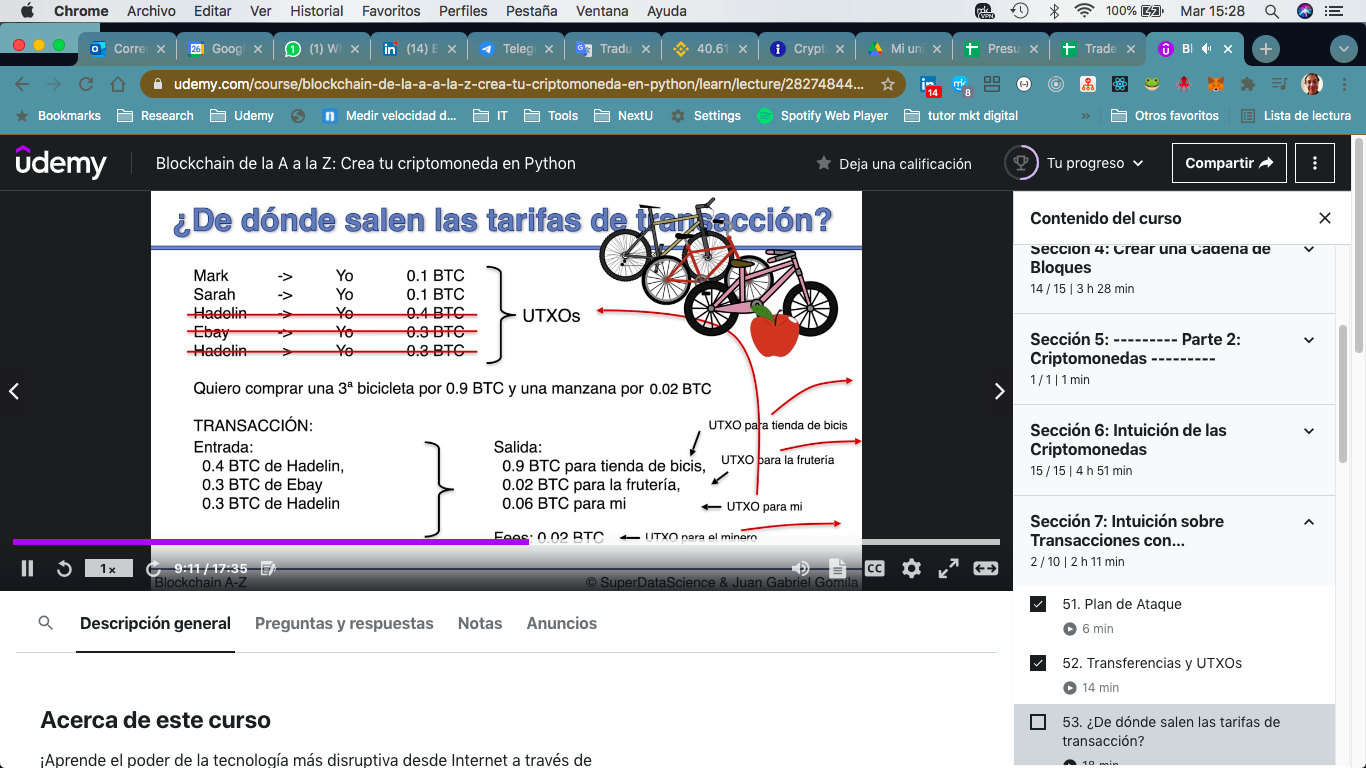 Chrome Archivo Editar Ver Historial Favoritos Perfiles Pestaña Ventana Ayuda 100% Mar 15:28
Corre Googl (1) W (14) E Teleg Tradu 40.61 Crypt Mi uni Presu Trade Bl
udemy.com/course/blockchain-de-la-a-a-la-z-crea-tu-criptomoneda-en-python/learn/lecture/28274844... 14 8
Bookmarks Research Udemy Medir velocidad d... IT Tools NextU Settings Spotify Web Player tutor mkt digital » Otros favoritos Lista de lectura
ûdemy Blockchain de la A a la Z: Crea tu criptomoneda en Python Deja una calificación Tu progreso Compartir
¿De dónde salen las tarifas de transacción?
Mark -> Yo 0.1 BTC
Sarah -> Yo 0.1 BTC
Hadelin -> Yo 0.4 BTC
Ebay -> Yo 0.3 BTC
Hadelin > Yo 0.3 BTC
UTXOs
Quiero comprar una 3ª bicicleta por 0.9 BTC y una manzana por 0.02 BTC
TRANSACCIÓN:
Entrada:
0.4 BTC de Hadelin,
0.3 BTC de Ebay
0.3 BTC de Hadelin
Salida:
0.9 BTC para tienda de bicis,
0.02 BTC para la frutería,
0.06 BTC para mi
Fees: 0.02 BTC
UTXO para tienda de bicis
UTXO para la frutería
UTXO para mi
UTXO para el minero
1x 9:11 / 17:35 CC
Blockchain A-Z © SuperDataScience & Juan Gabriel Gomila
Contenido del curso
Sección 4: Crear una Cadena de
Bloques
14 / 15 | 3 h 28 min
Sección 5: --------- Parte 2:
Criptomonedas ---------
1 / 1 | 1 min
Sección 6: Intuición de las
Criptomonedas
15 / 15 | 4 h 51 min
Sección 7: Intuición sobre
Transacciones con...
2 / 10 | 2 h 11 min
51. Plan de Ataque
6 min
52. Transferencias y UTXOs
14 min
53. ¿De dónde salen las tarifas de
transacción?
18 min
Descripción general Preguntas y respuestas Notas Anuncios
Acerca de este curso
¡Aprende el poder de la tecnología más disruptiva desde Internet a través de